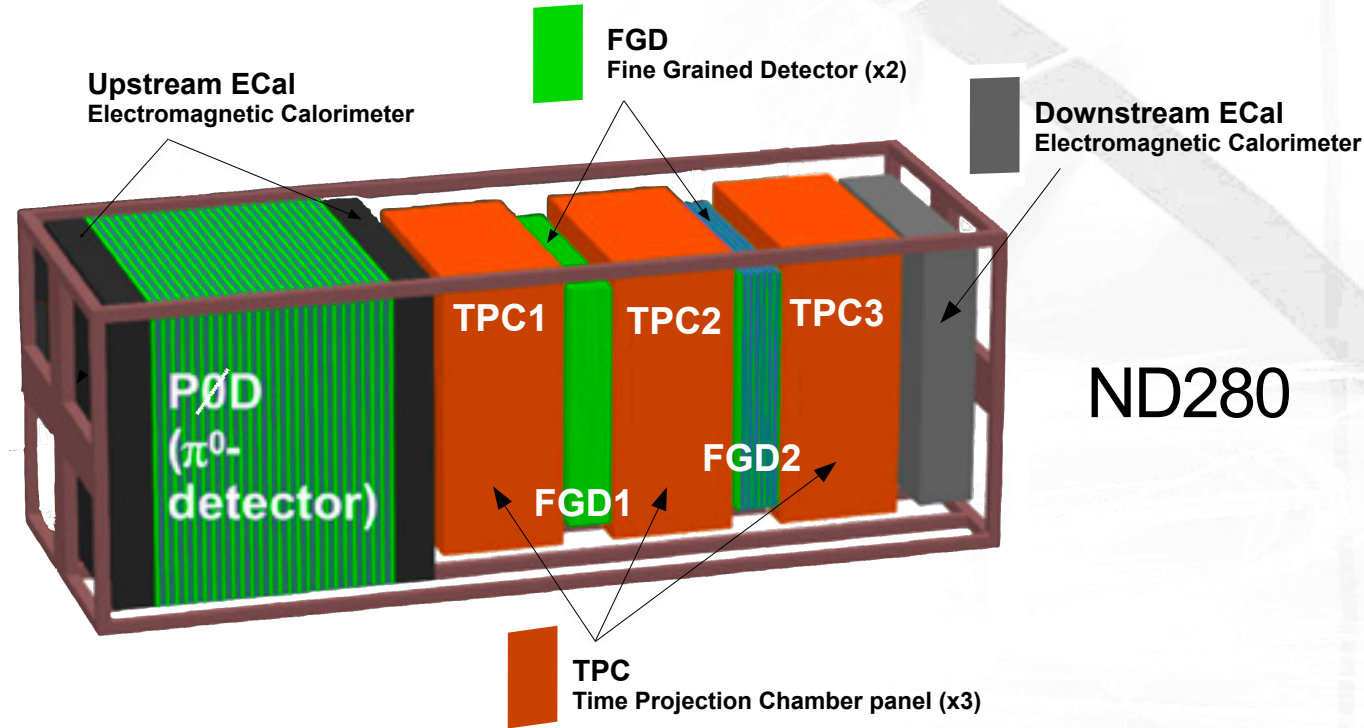 FGD
Fine Grained Detector (x2)
Upstream ECal
Electromagnetic Calorimeter
Downstream ECal
Electromagnetic Calorimeter
TPC1
TPC2
TPC3
PØD
(π⁰-
detector)
ND280
FGD2
FGD1
TPC
Time Projection Chamber panel (x3)